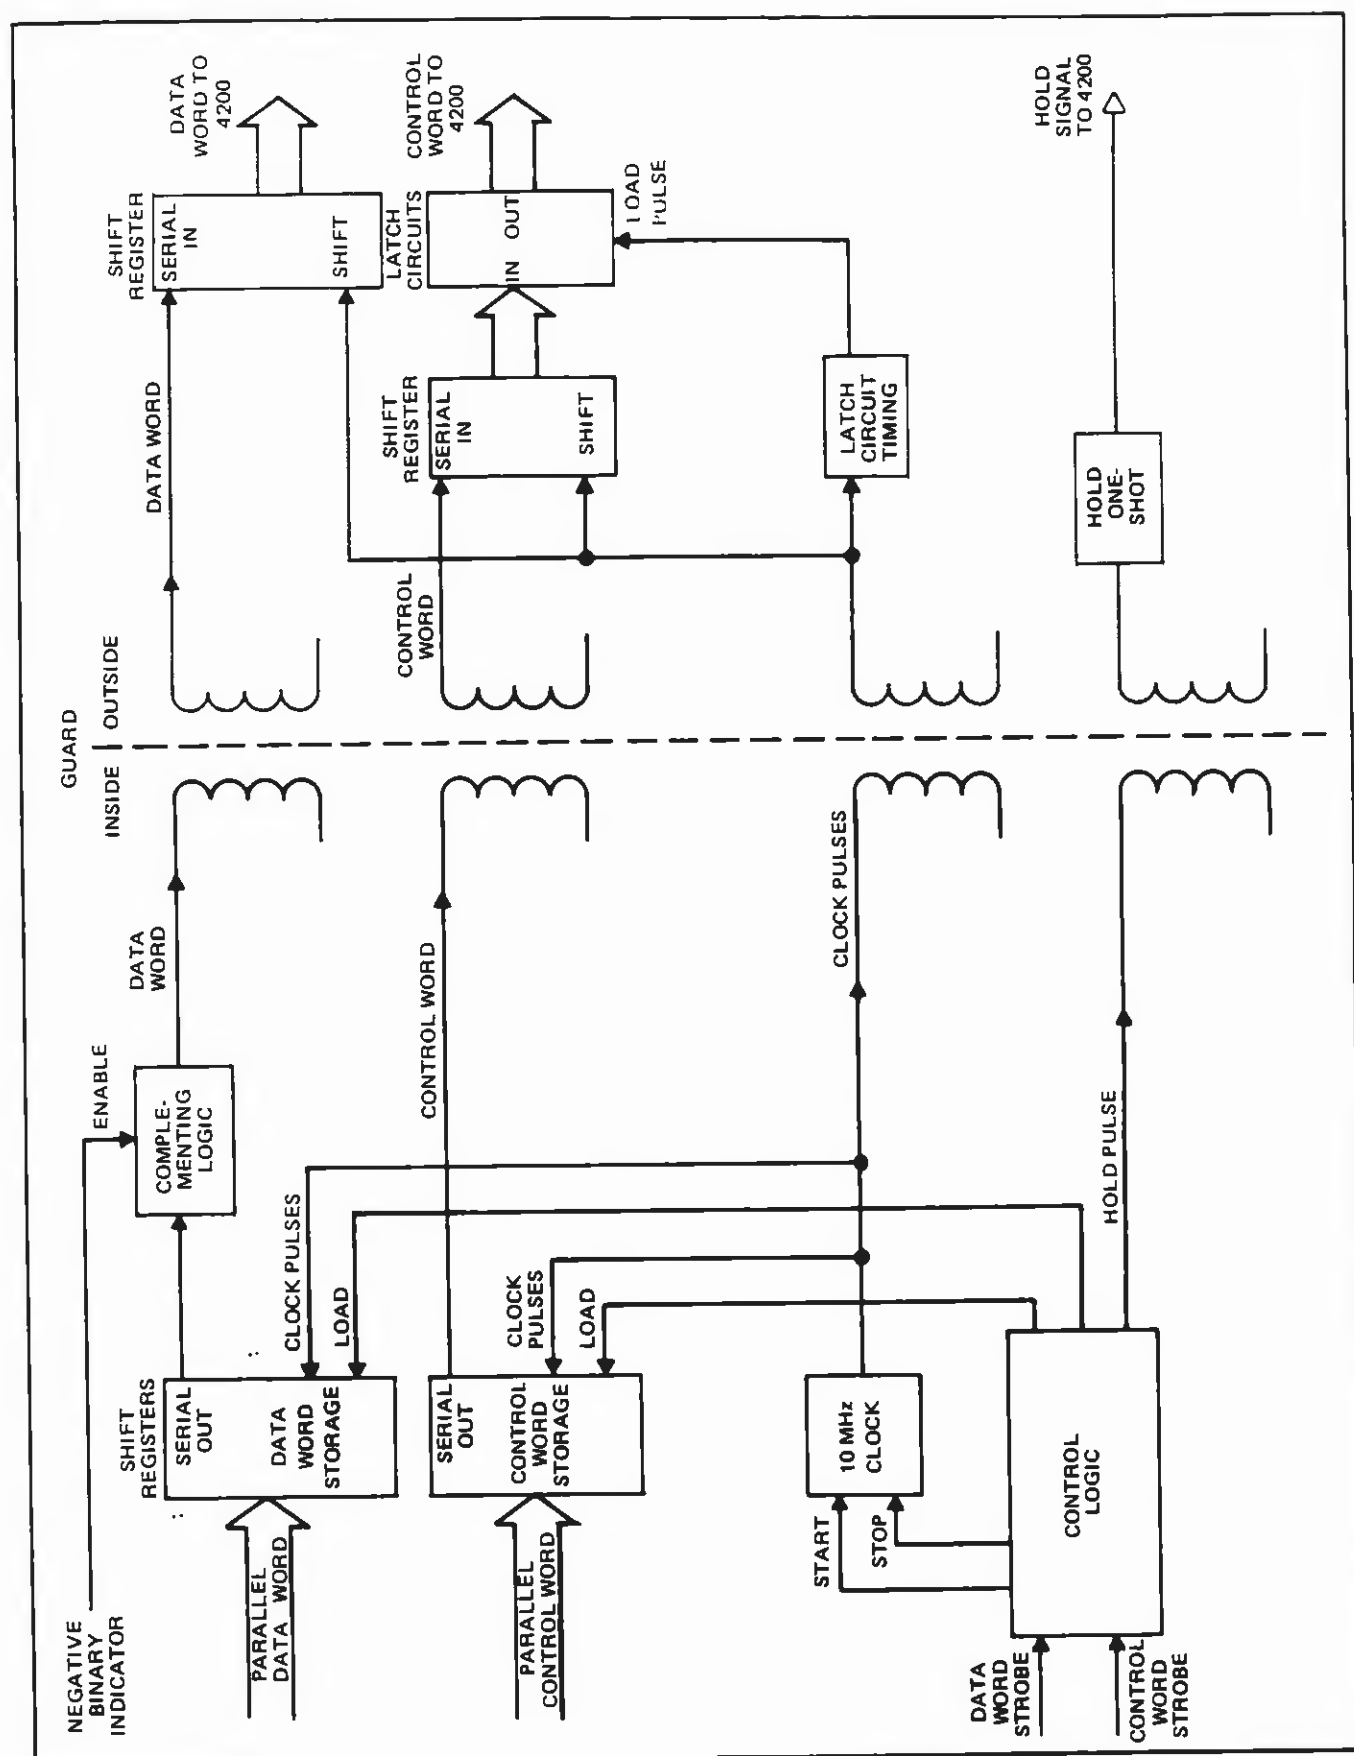 NEGATIVE
BINARY
INDICATOR
PARALLEL
DATA WORD
PARALLEL
CONTROL WORD
DATA
WORD
STROBE
CONTROL
WORD
STROBE
SHIFT
REGISTERS
SERIAL
OUT
DATA
WORD
STORAGE
SERIAL
OUT
CONTROL
WORD
STORAGE
START
STOP
10 MHz
CLOCK
CONTROL
LOGIC
CLOCK PULSES
LOAD
CLOCK
PULSES
LOAD
ENABLE
COMPLE-
MENTING
LOGIC
DATA
WORD
CONTROL WORD
CLOCK PULSES
HOLD PULSE
GUARD
INSIDE
OUTSIDE
DATA WORD
CONTROL
WORD
SHIFT
REGISTER
SERIAL
IN
SHIFT
LATCH
CIRCUIT
TIMING
HOLD
ONE-
SHOT
SHIFT
REGISTER
SERIAL
IN
SHIFT
LATCH
CIRCUITS
IN OUT
LOAD
PULSE
DATA
WORD TO
4200
CONTROL
WORD TO
4200
HOLD
SIGNAL
TO 4200